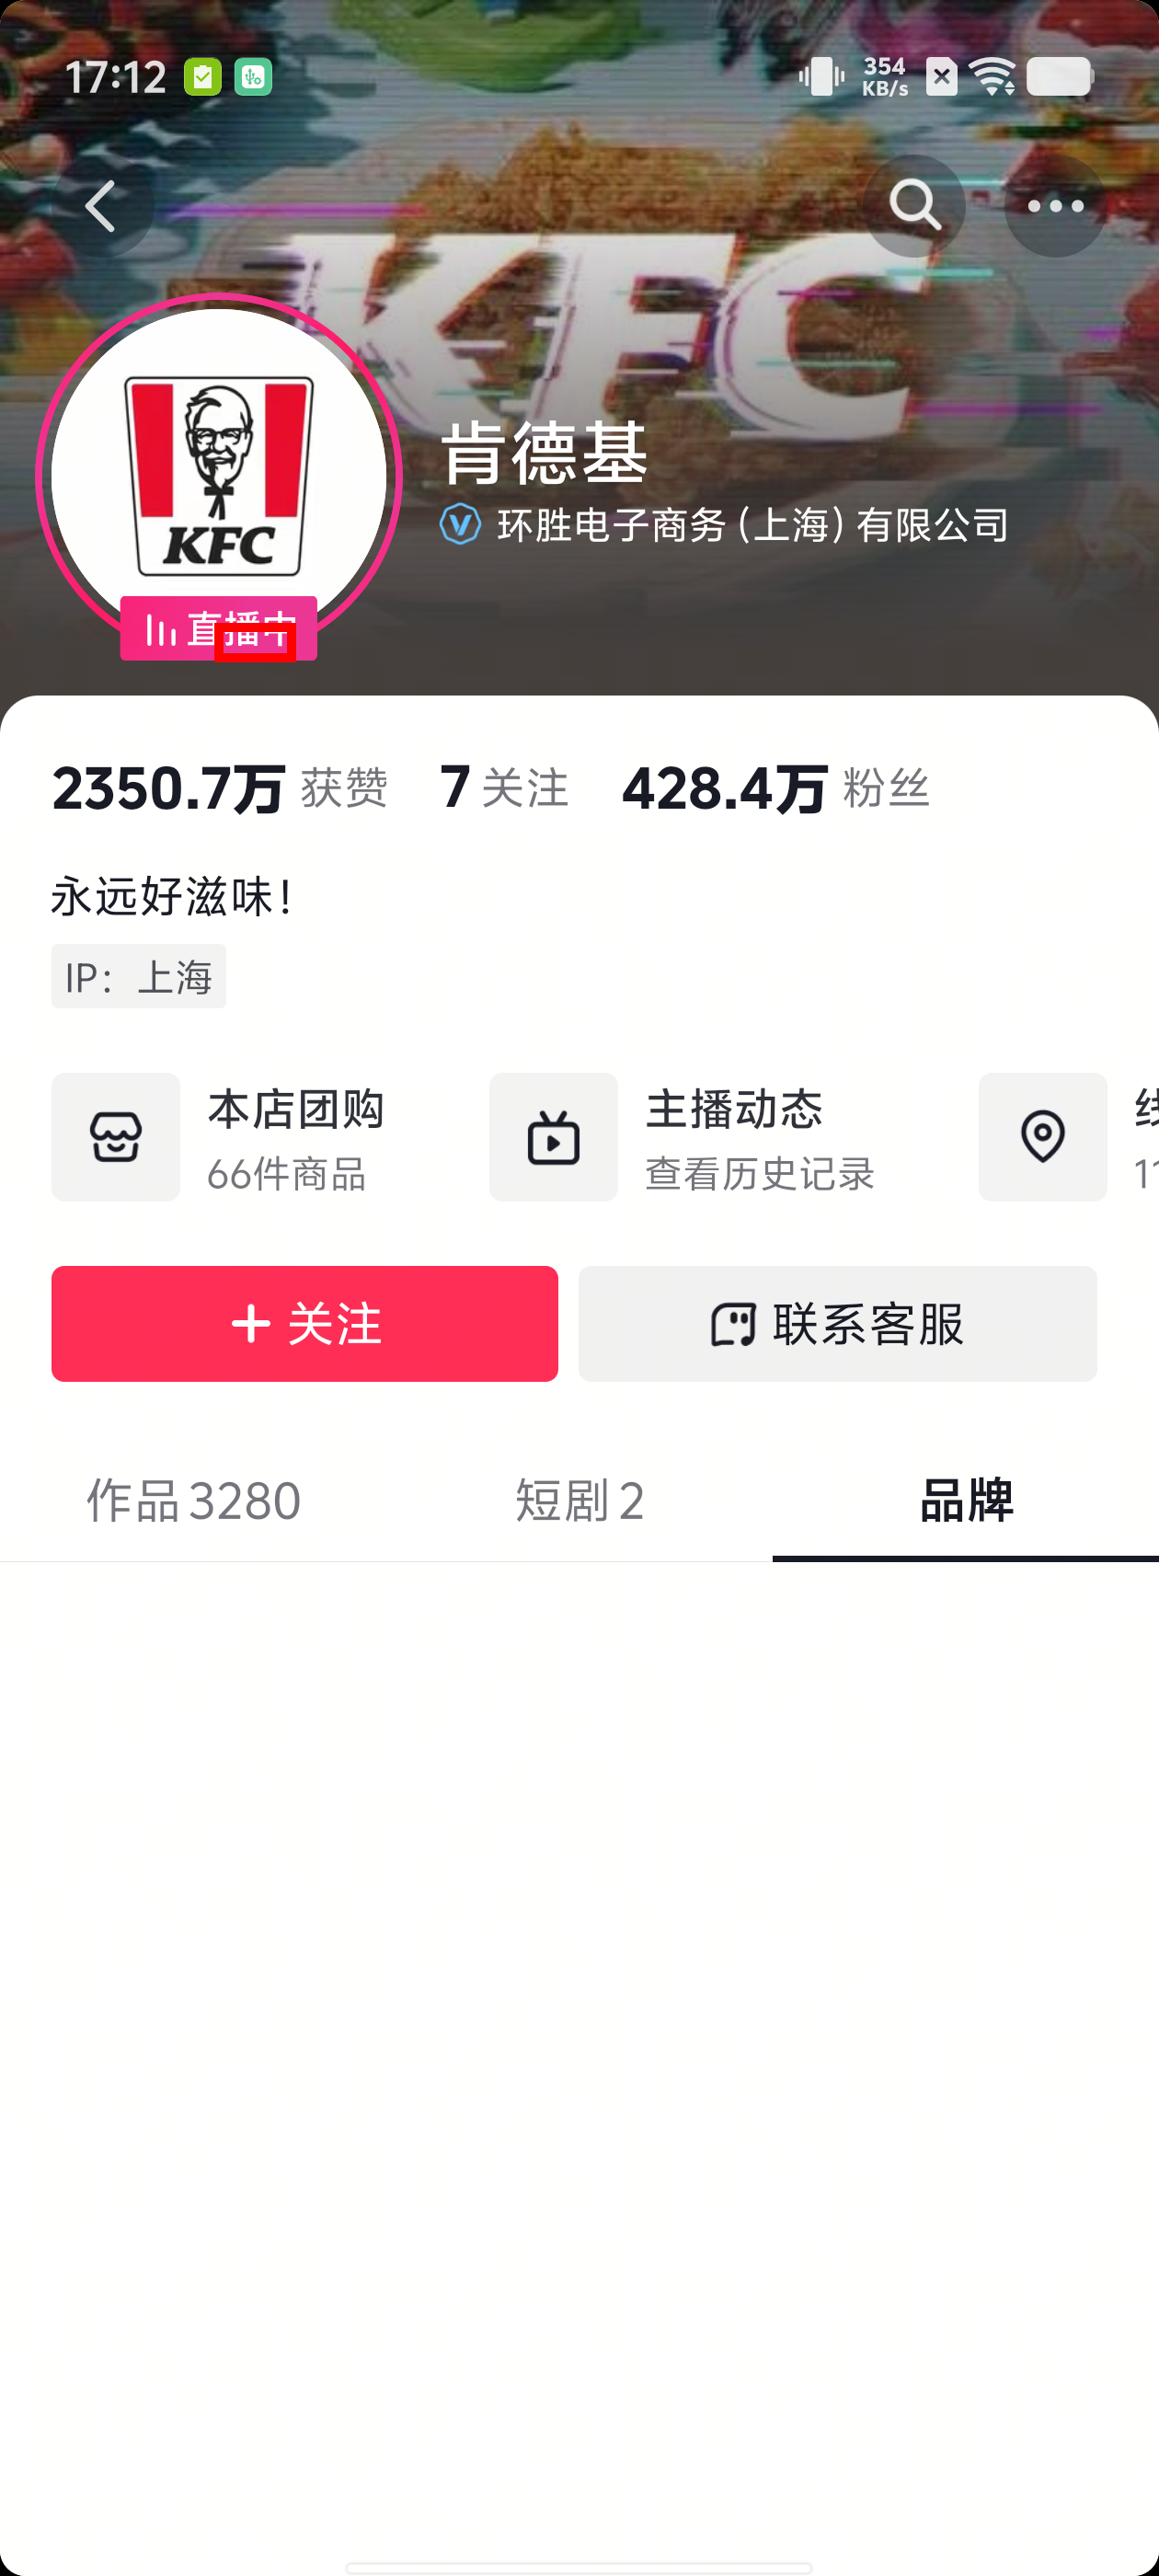 17:12
354
KB/s
KFC
肯德基
环胜电子商务(上海)有限公司
KFC
直播中
2350.7万 获赞 7 关注 428.4万 粉丝
永远好滋味!
IP: 上海
本店团购 主播动态
66件商品 查看历史记录 11
关注 联系客服
作品 3280 短剧 2 品牌